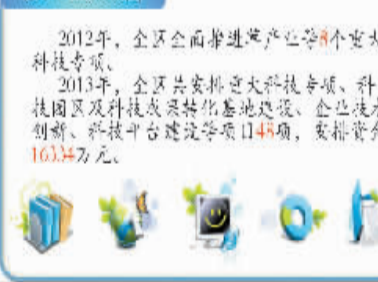 2012年，全区全面推进蓝产业等8个重大
科技专项、
2013年，全区共安排重大科技专项、科
技园区及科技成果转化基地建设、企业技术
创新、科技平台建设等项目48项，安排资金
16334万元。